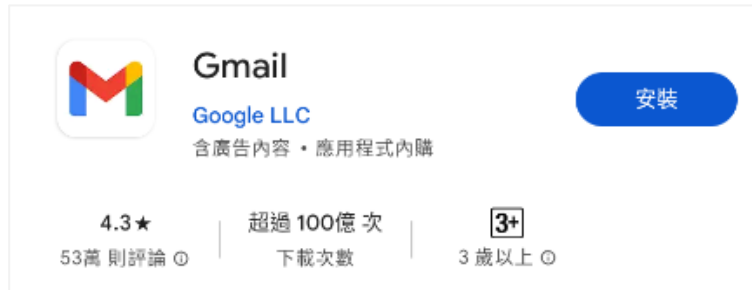 Gmail
Google LLC
含廣告內容 • 應用程式內購
安裝
4.3★
53萬 則評論 ⓘ
超過 100億 次
下載次數
3+
3 歲以上 ⓘ